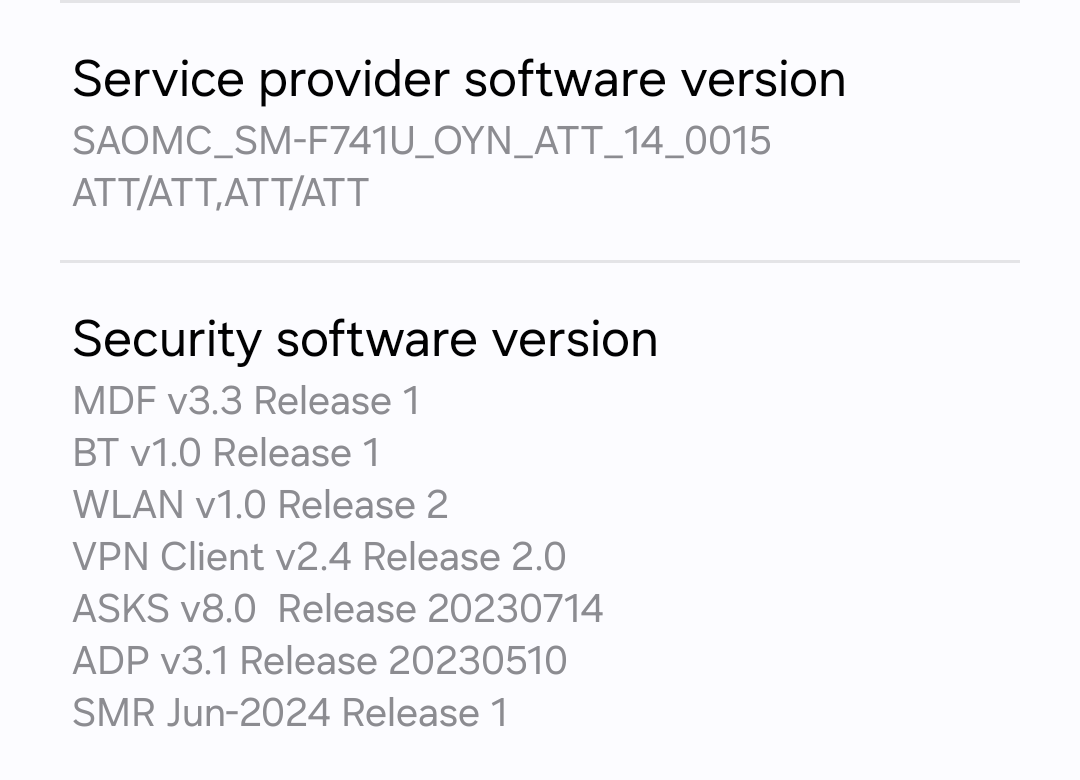 Service provider software version
SAOMC_SM-F741U_OYN_ATT_14_0015
ATT/ATT,ATT/ATT
Security software version
MDF v3.3 Release 1
BT v1.0 Release 1
WLAN v1.0 Release 2
VPN Client v2.4 Release 2.0
ASKS v8.0  Release 20230714
ADP v3.1 Release 20230510
SMR Jun-2024 Release 1